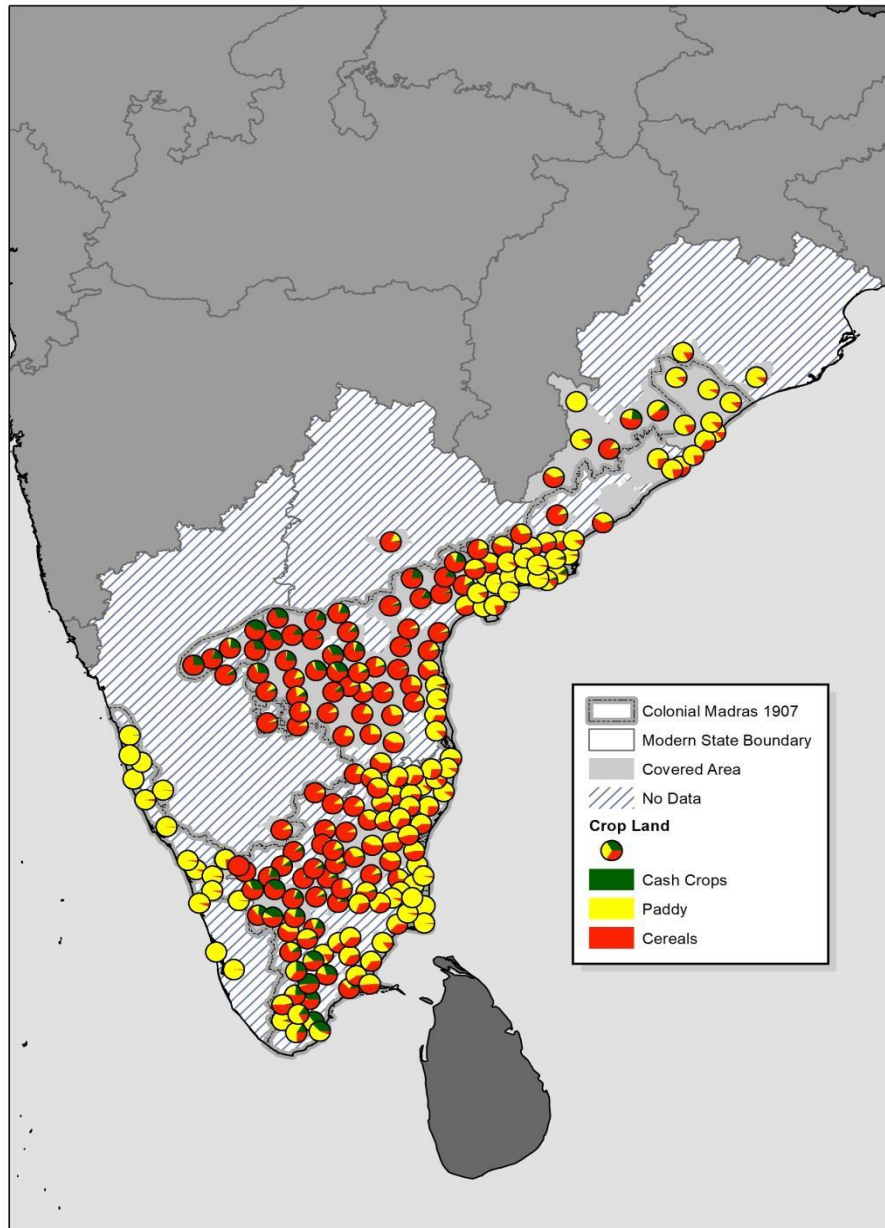 Colonial Madras 1907
Modern State Boundary
Covered Area
No Data
Crop Land
Cash Crops
Paddy
Cereals